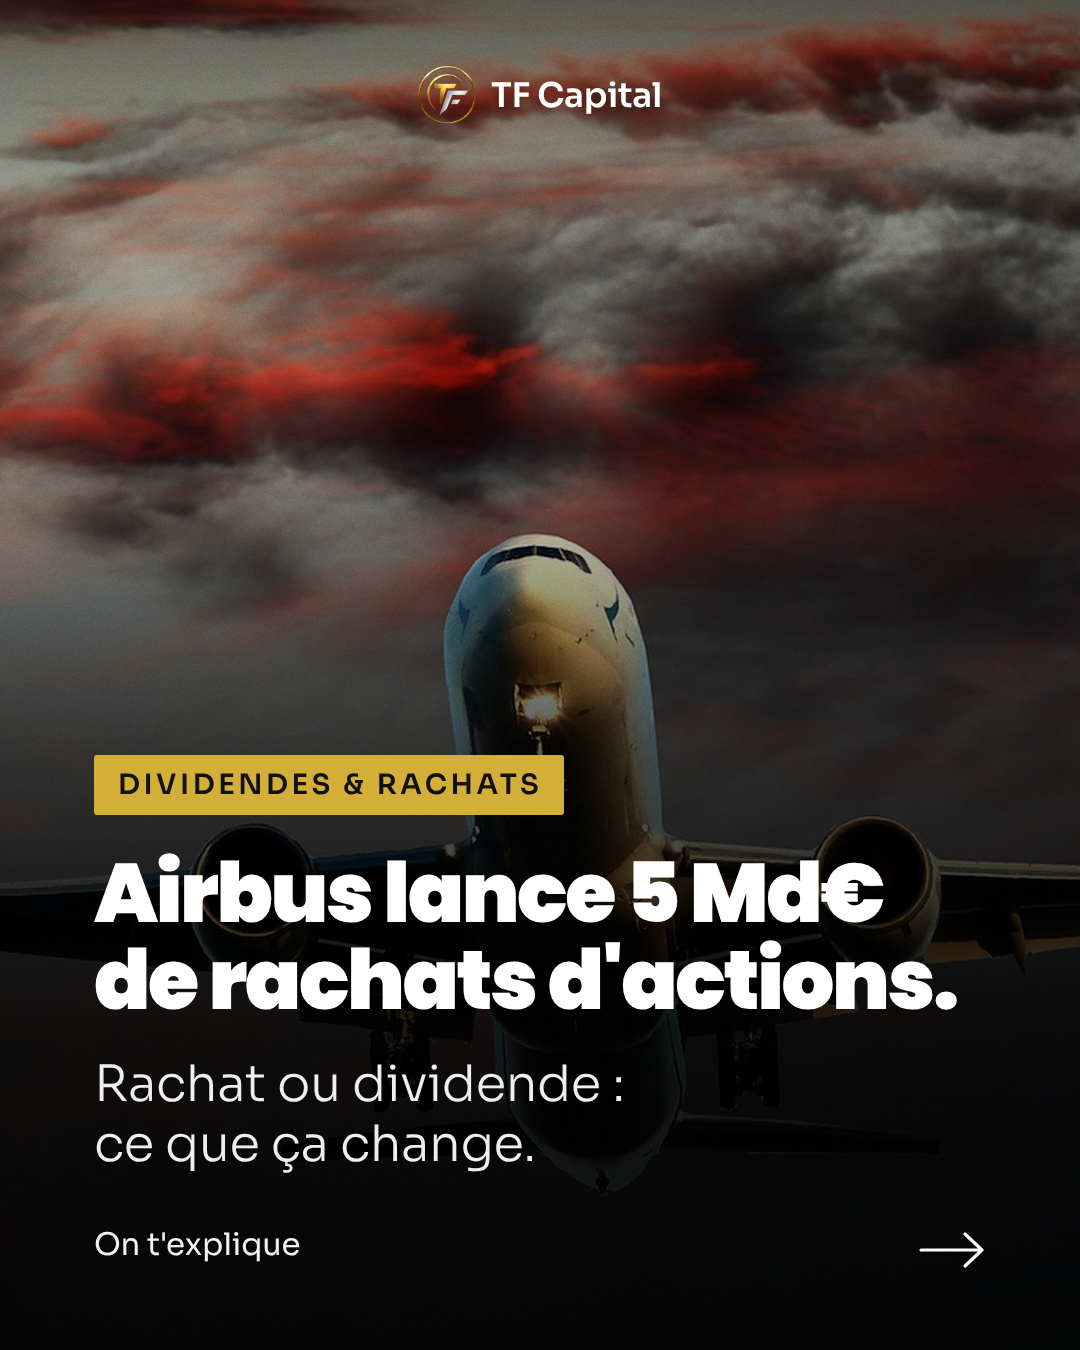 TF Capital
DIVIDENDES & RACHATS
Airbus lance 5 Md€
de rachats d'actions.
Rachat ou dividende :
ce que ça change.
On t'explique